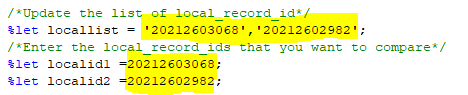 /*Update the list of local_record_id*/
%let locallist = '20212603068','20212602982';
/*Enter the local_record_ids that you want to compare*/
%let localid1 =20212603068;
%let localid2 =20212602982;